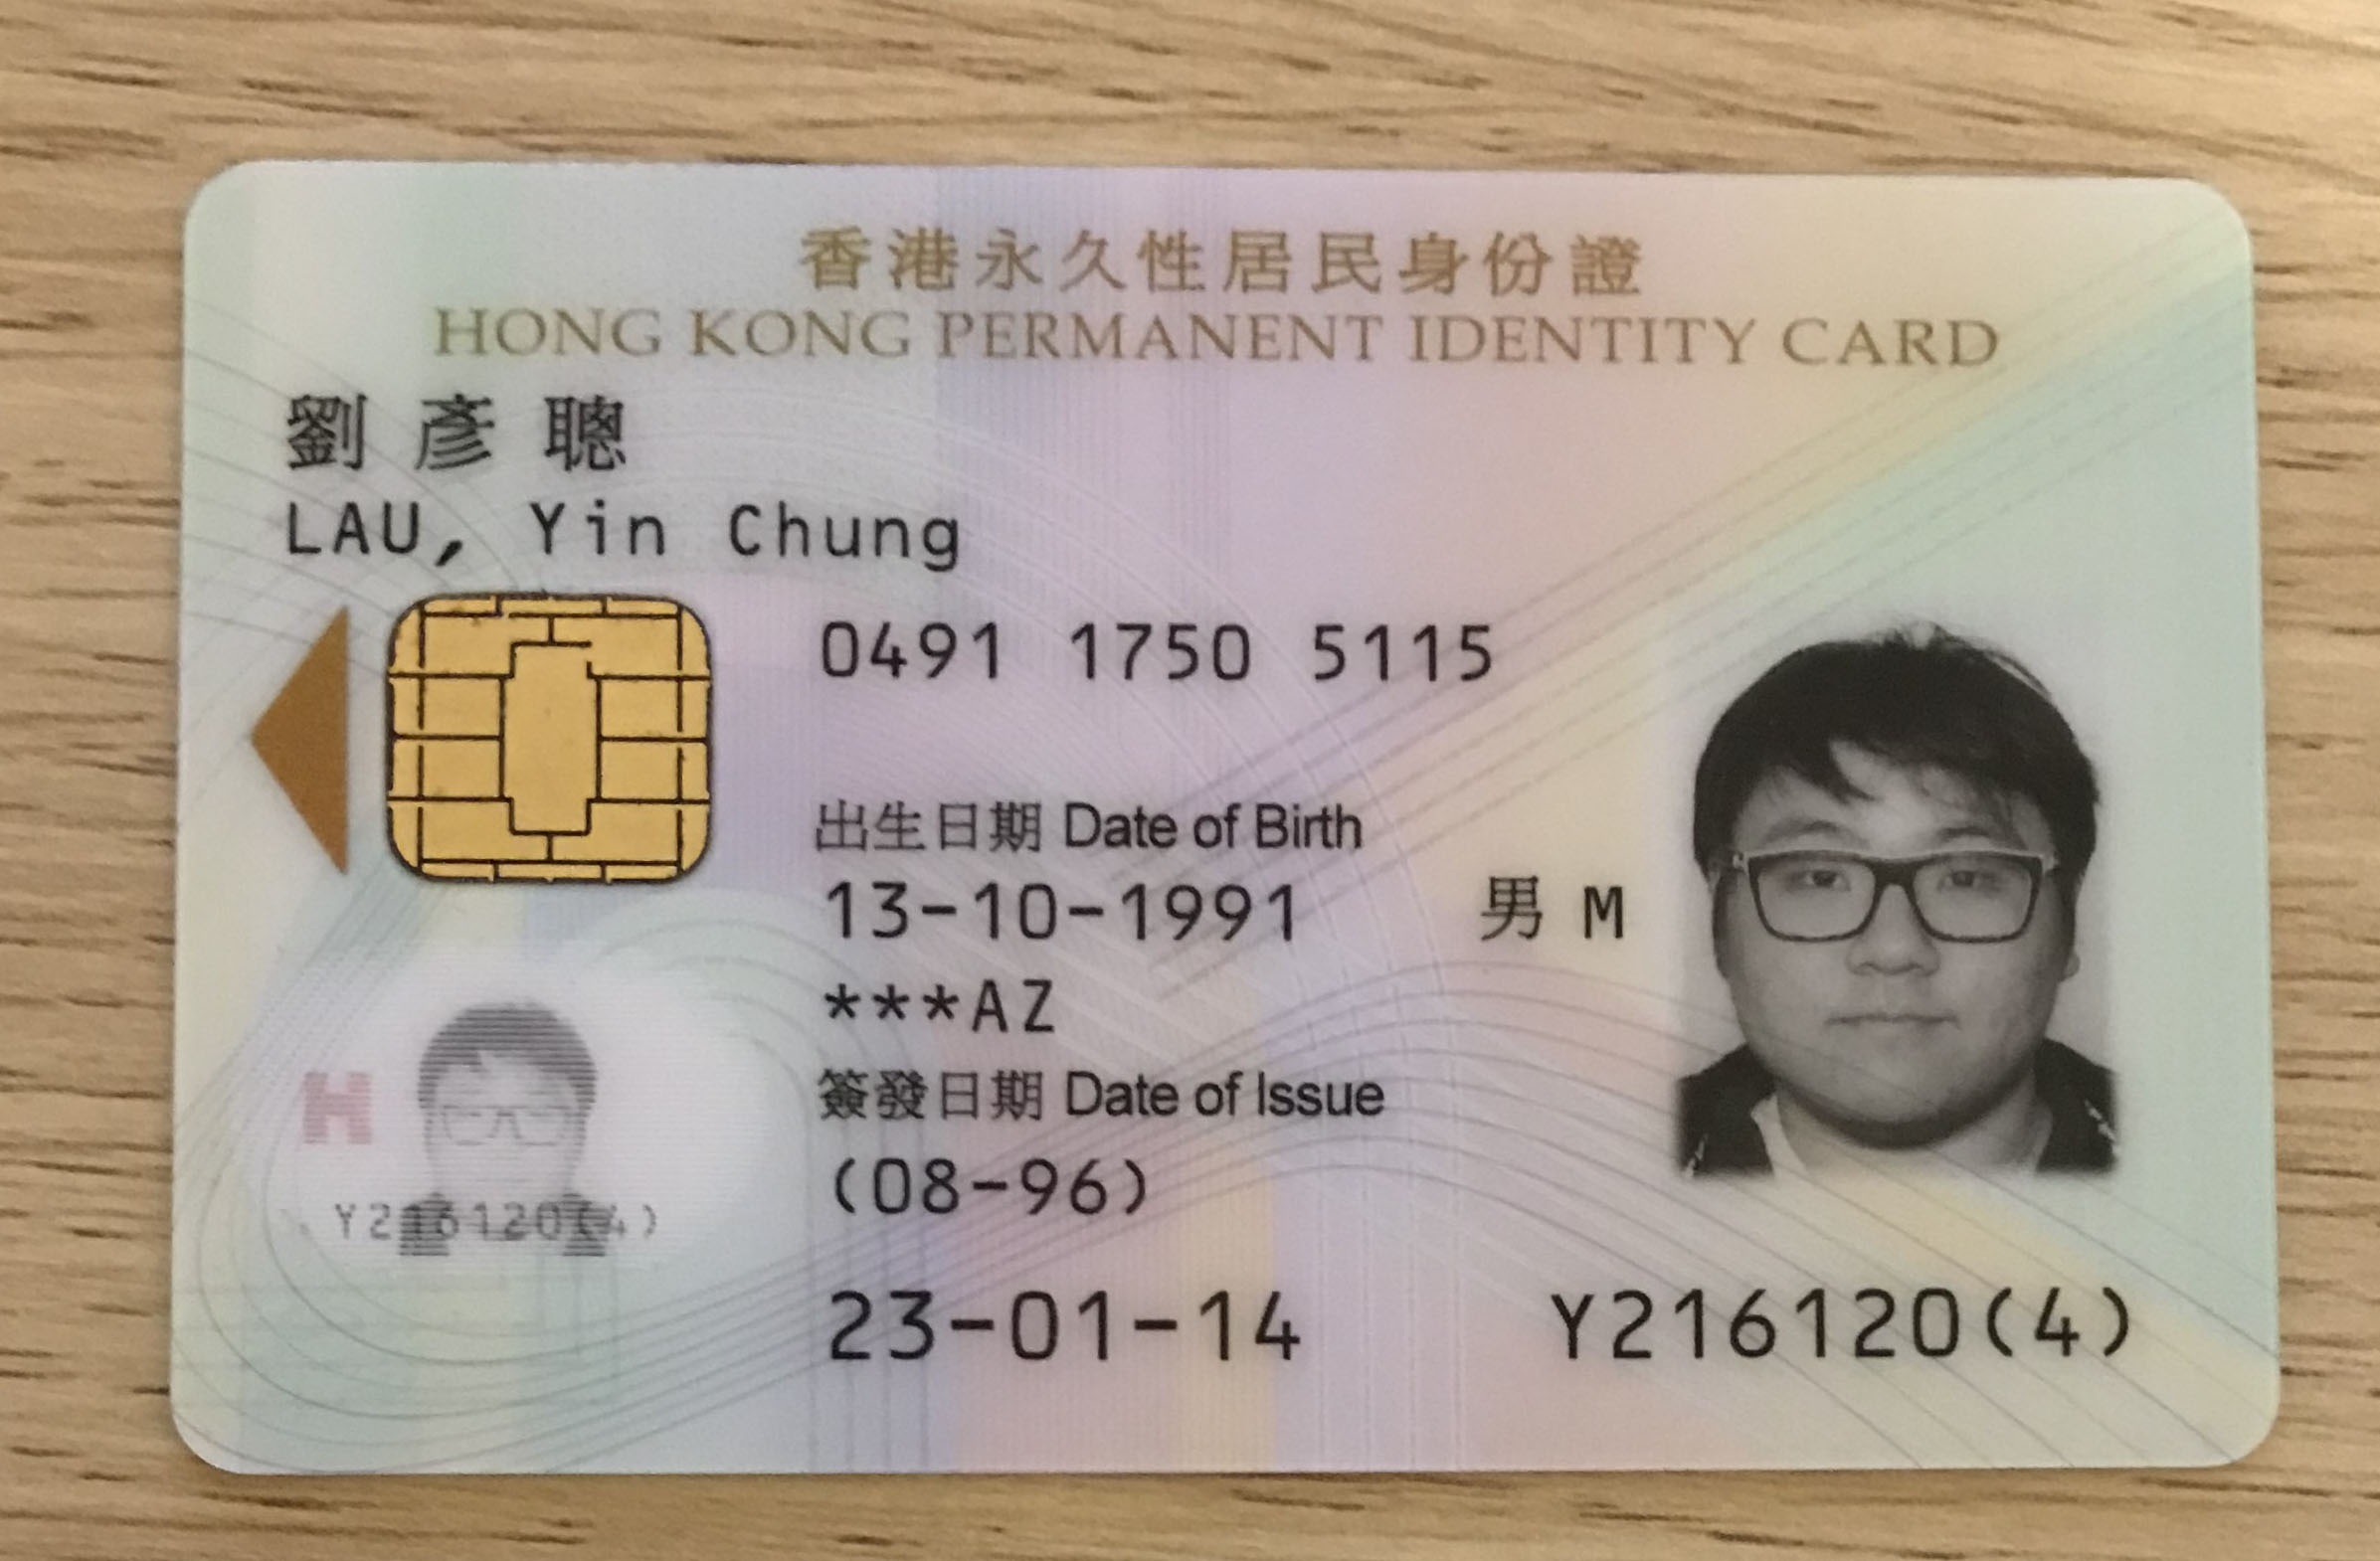 香港永久性居民身份證
HONG KONG PERMANENT IDENTITY CARD
劉彥聰
LAU, Yin Chung
0491 1750 5115
出生日期 Date of Birth
13-10-1991
男 M
***AZ
簽發日期 Date of Issue
(08-96)
23-01-14
Y216120(4)
H
Y216120(4)